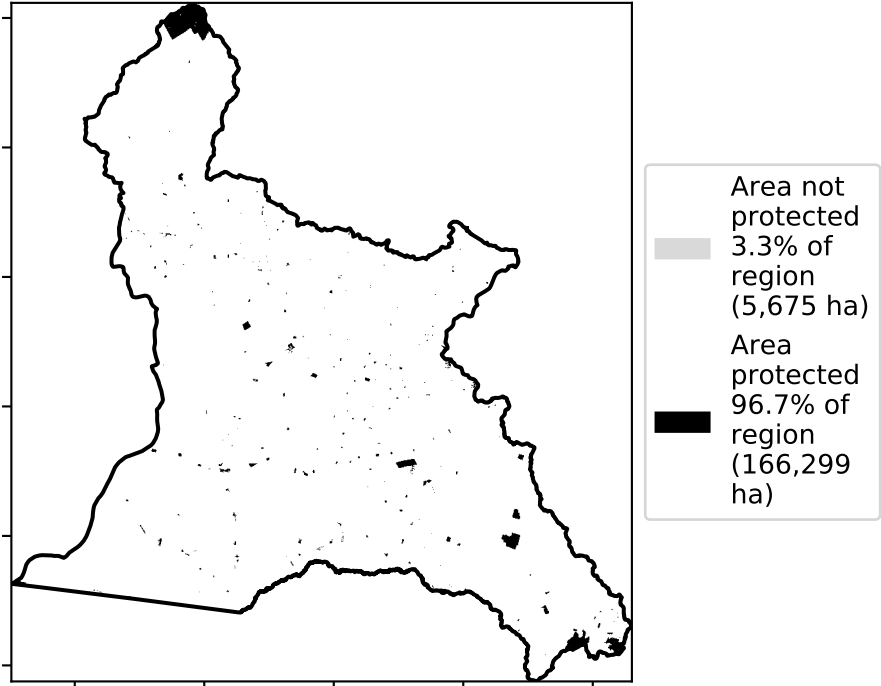 Area not
protected
3.3% of
region
(5,675 ha)
Area
protected
96.7% of
region
(166,299
ha)